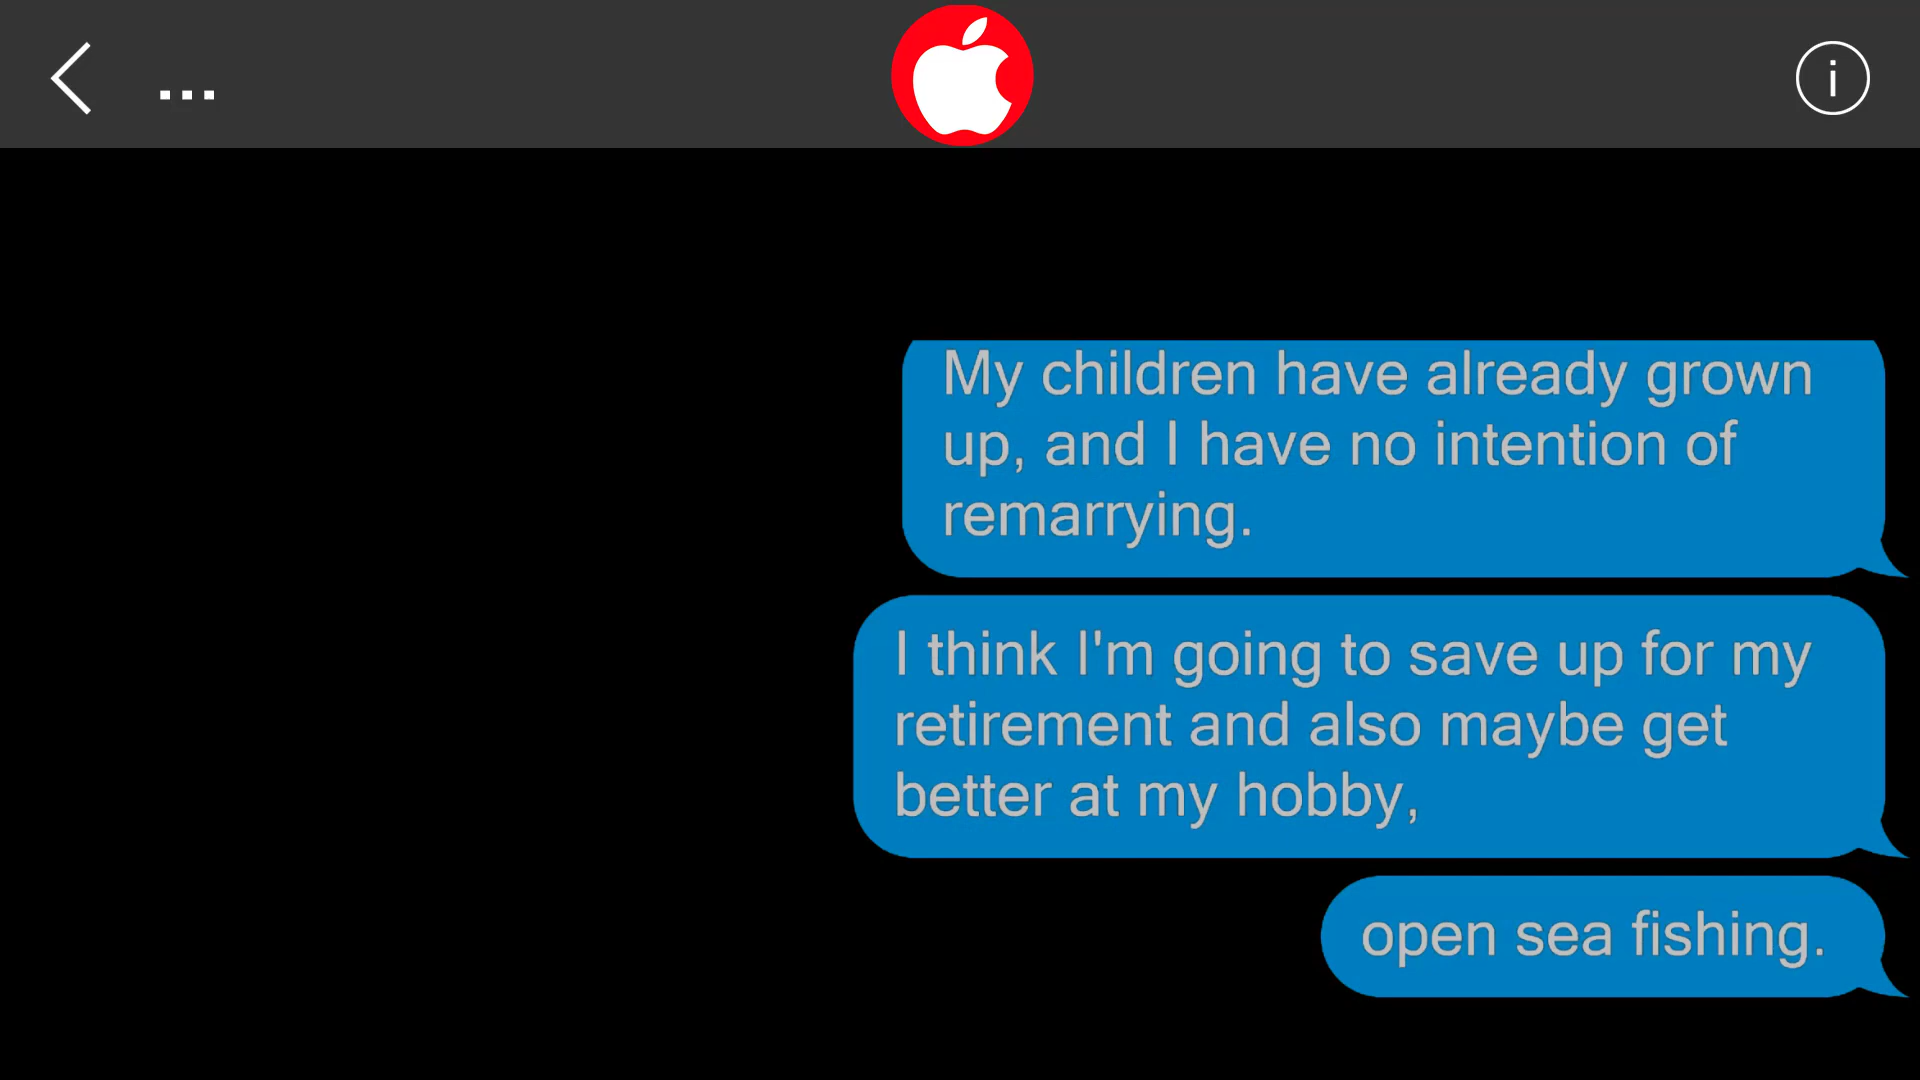 ...
My children have already grown
up, and I have no intention of
remarrying.
I think I'm going to save up for my
retirement and also maybe get
better at my hobby,
open sea fishing.